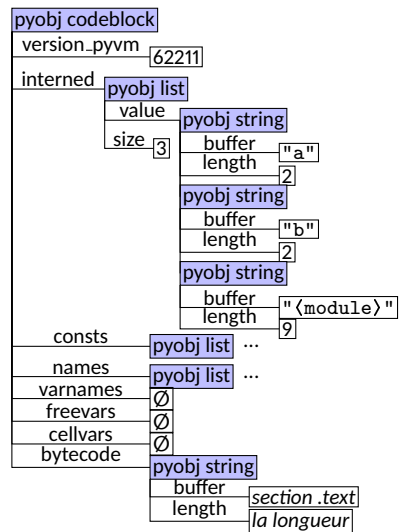 pyobj codeblock
version_pyvm 62211
interned pyobj list
value pyobj string
size 3
buffer "a"
length 2
pyobj string
buffer "b"
length 2
pyobj string
buffer "⟨module⟩"
length 9
consts pyobj list ...
names pyobj list ...
varnames Ø
freevars Ø
cellvars Ø
bytecode pyobj string
buffer section .text
length la longueur